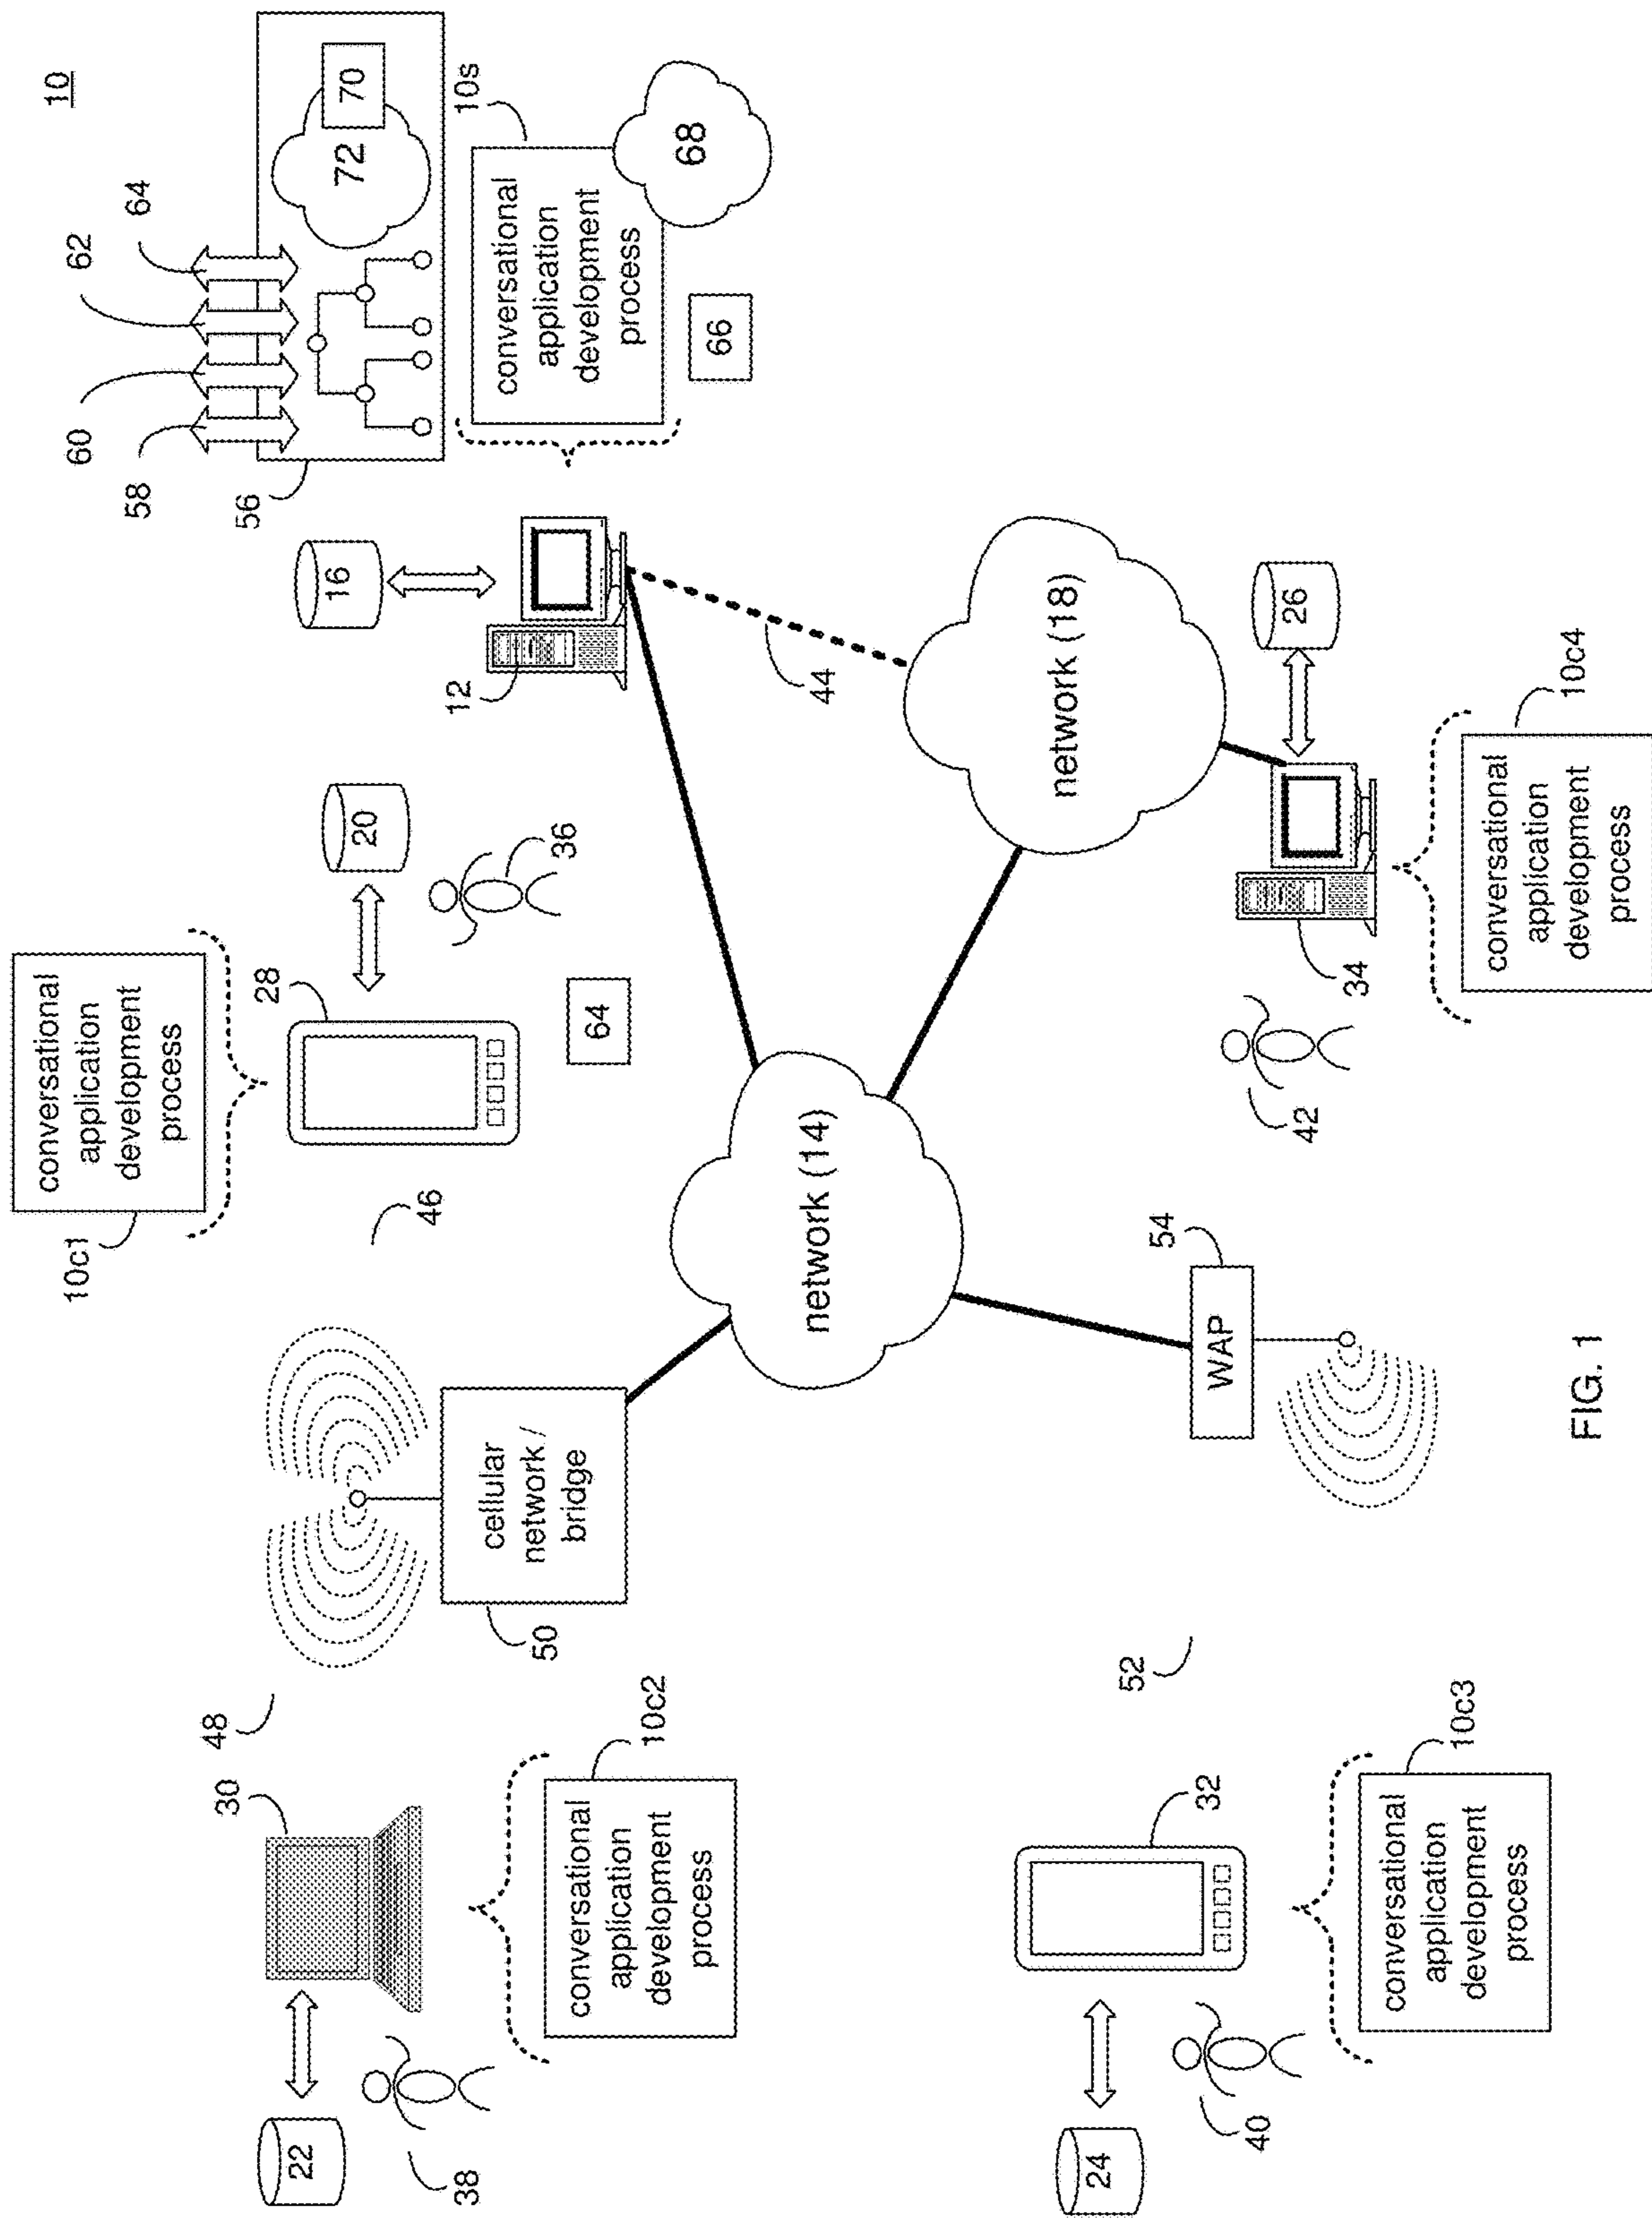 10
conversational
application
development
process
10c1
28
20
36
64
46
48
30
22
38
conversational
application
development
process
10c2
cellular
network /
bridge
50
16
12
58
60
62
64
56
72
70
10s
conversational
application
development
process
68
66
44
network (14)
network (18)
26
34
42
10c4
conversational
application
development
process
54
WAP
52
32
24
40
10c3
conversational
application
development
process
FIG. 1